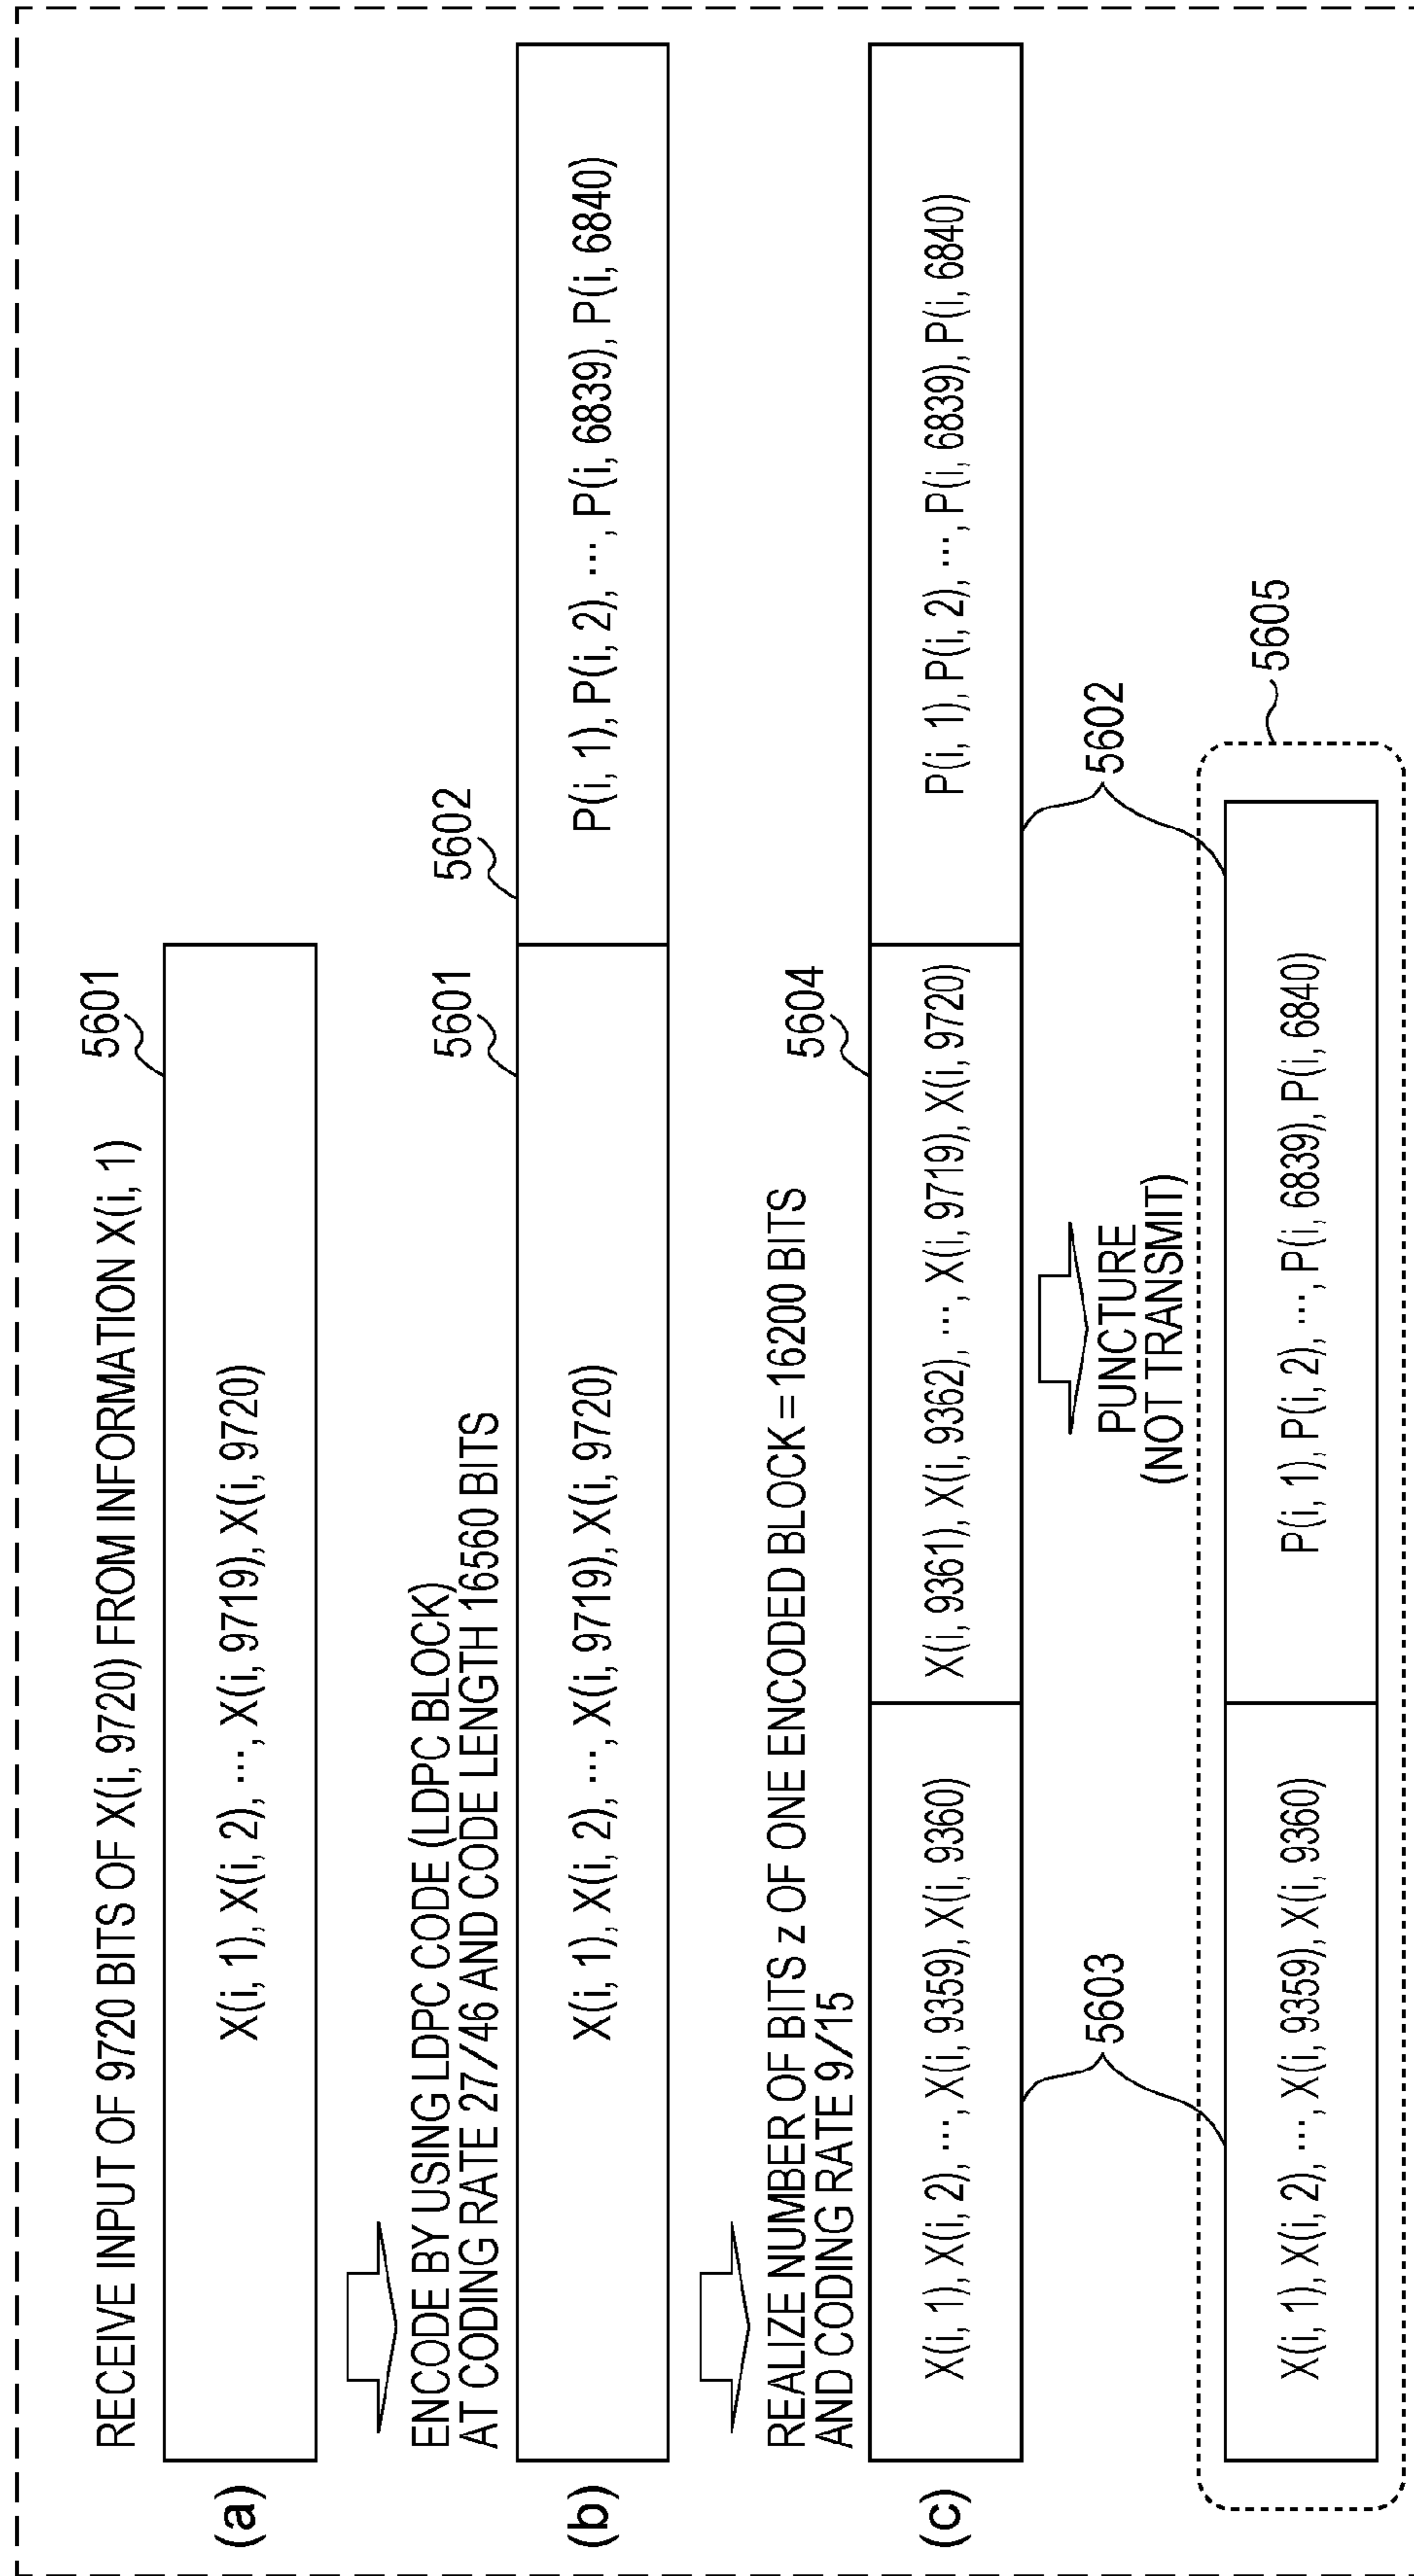 RECEIVE INPUT OF 9720 BITS OF X(i, 9720) FROM INFORMATION X(i, 1)
5601
(a)
X(i, 1), X(i, 2), ···, X(i, 9719), X(i, 9720)
ENCODE BY USING LDPC CODE (LDPC BLOCK)
AT CODING RATE 27/46 AND CODE LENGTH 16560 BITS
5601
5602
(b)
X(i, 1), X(i, 2), ···, X(i, 9719), X(i, 9720)
P(i, 1), P(i, 2), ···, P(i, 6839), P(i, 6840)
REALIZE NUMBER OF BITS z OF ONE ENCODED BLOCK = 16200 BITS
AND CODING RATE 9/15
5604
(c)
X(i, 1), X(i, 2), ···, X(i, 9359), X(i, 9360)
X(i, 9361), X(i, 9362), ···, X(i, 9719), X(i, 9720)
P(i, 1), P(i, 2), ···, P(i, 6839), P(i, 6840)
5603
PUNCTURE
(NOT TRANSMIT)
5602
5605
X(i, 1), X(i, 2), ···, X(i, 9359), X(i, 9360)
P(i, 1), P(i, 2), ···, P(i, 6839), P(i, 6840)